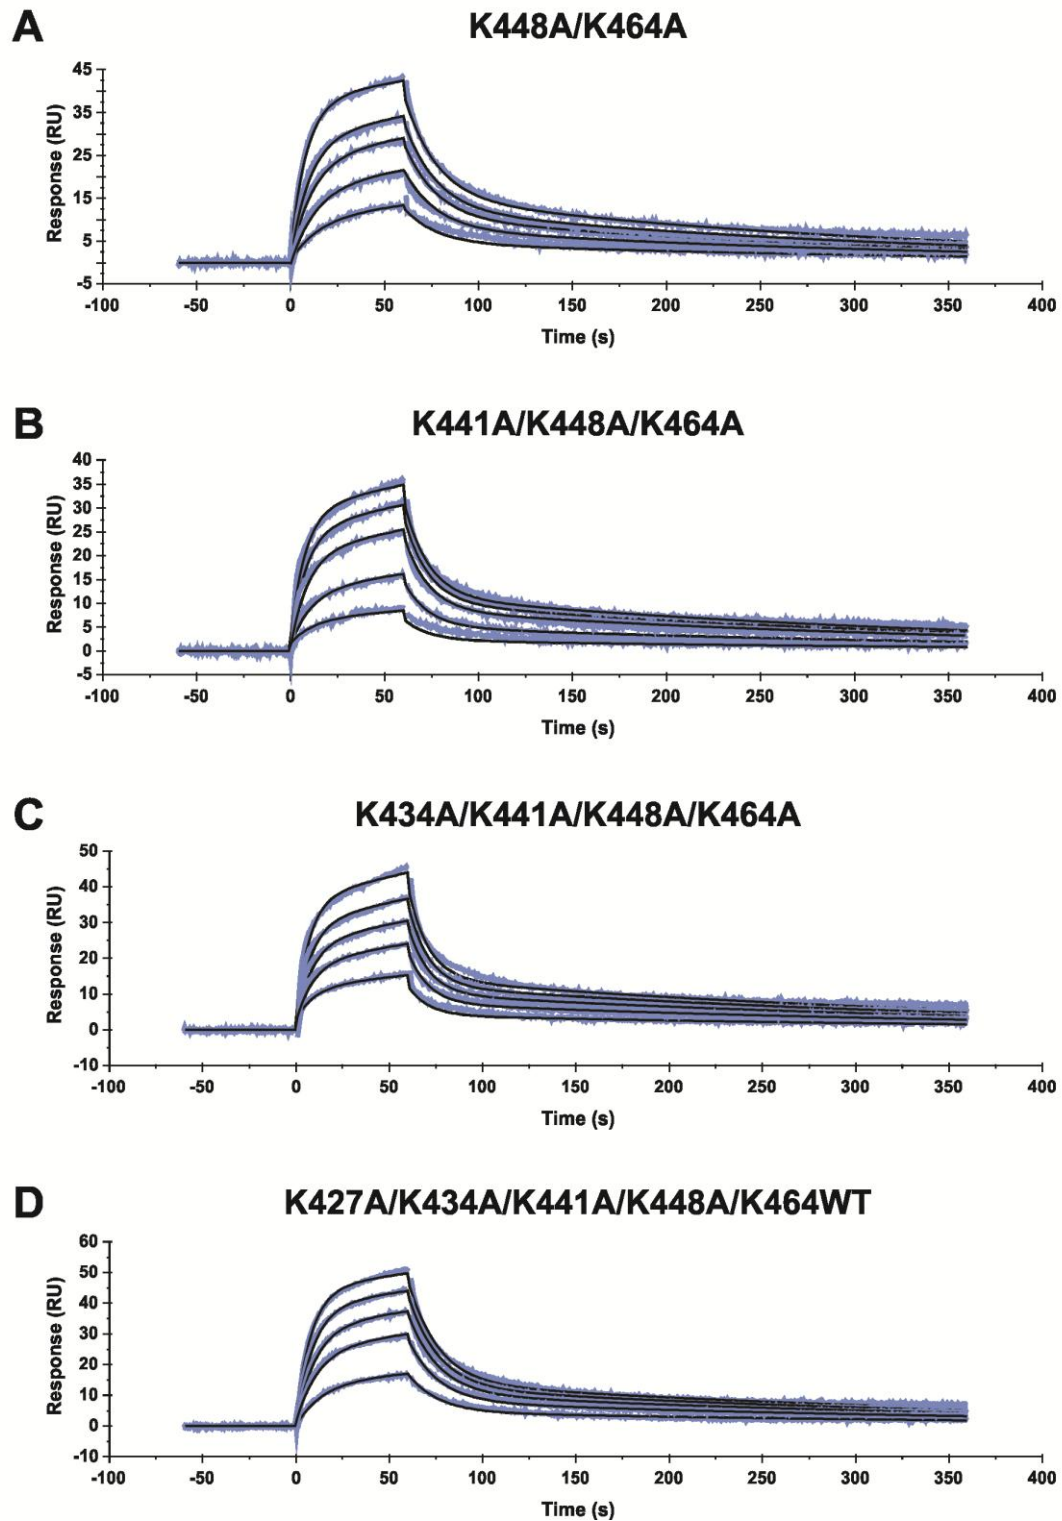 A
K448A/K464A
45
35
25
15
5
-5
Response (RU)
-100 -50 0 50 100 150 200 250 300 350 400
Time (s)
B
K441A/K448A/K464A
40
35
30
25
20
15
10
5
0
-5
Response (RU)
-100 -50 0 50 100 150 200 250 300 350 400
Time (s)
C
K434A/K441A/K448A/K464A
50
40
30
20
10
0
-10
Response (RU)
-100 -50 0 50 100 150 200 250 300 350 400
Time (s)
D
K427A/K434A/K441A/K448A/K464WT
60
50
40
30
20
10
0
-10
Response (RU)
-100 -50 0 50 100 150 200 250 300 350 400
Time (s)